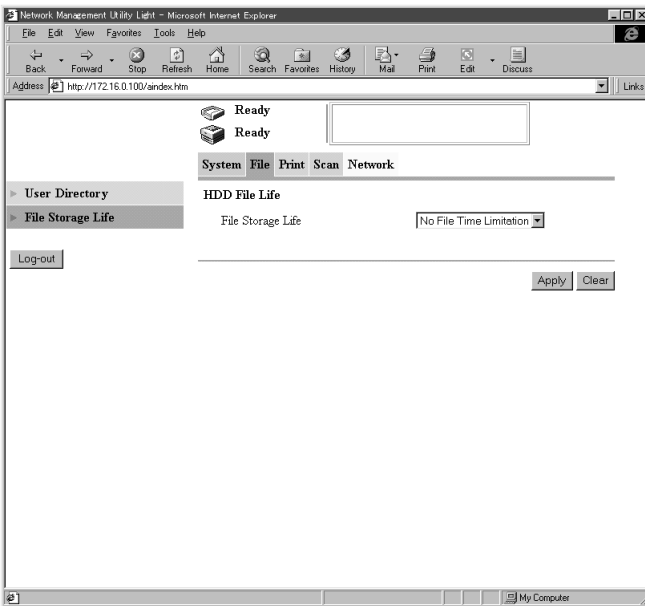 Network Management Utility Light - Microsoft Internet Explorer
File Edit View Favorites Tools Help
Back Forward Stop Refresh Home Search Favorites History Mail Print Edit Discuss
Address http://172.16.0.100/aindex.htm Links
Ready
Ready
System File Print Scan Network
User Directory
File Storage Life
Log-out
HDD File Life
File Storage Life No File Time Limitation
Apply Clear
My Computer